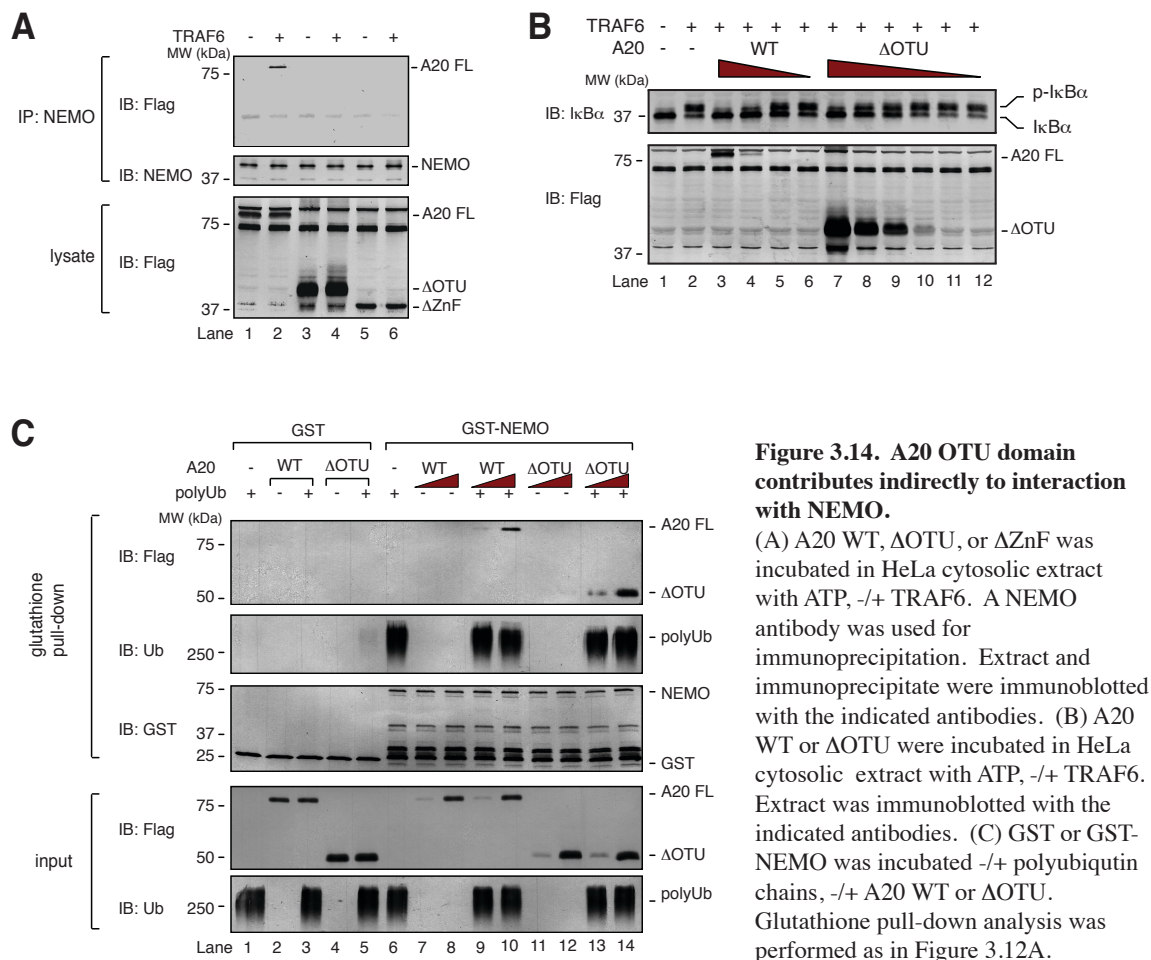 A
TRAF6 - + - + - +
MW (kDa)
75
A20 FL
IP: NEMO
IB: Flag
IB: NEMO
NEMO
37
A20 FL
75
lysate
IB: Flag
ΔOTU
37
ΔZnF
Lane 1 2 3 4 5 6
B
TRAF6 - + + + + + + + + + + +
A20 - - WT ΔOTU
MW (kDa)
p-IκBα
IB: IκBα 37
IκBα
75
A20 FL
IB: Flag
ΔOTU
37
Lane 1 2 3 4 5 6 7 8 9 10 11 12
C
GST GST-NEMO
A20 - WT ΔOTU - WT WT ΔOTU ΔOTU
polyUb + - + - + + - - + + - - + +
MW (kDa)
A20 FL
75
IB: Flag
50
ΔOTU
glutathione
pull-down
polyUb
IB: Ub 250
75
NEMO
IB: GST 37
25
GST
A20 FL
75
IB: Flag
50
ΔOTU
input
polyUb
IB: Ub 250
Lane 1 2 3 4 5 6 7 8 9 10 11 12 13 14
Figure 3.14. A20 OTU domain
contributes indirectly to interaction
with NEMO.
(A) A20 WT, ΔOTU, or ΔZnF was
incubated in HeLa cytosolic extract
with ATP, -/+ TRAF6. A NEMO
antibody was used for
immunoprecipitation. Extract and
immunoprecipitate were immunoblotted
with the indicated antibodies. (B) A20
WT or ΔOTU were incubated in HeLa
cytosolic extract with ATP, -/+ TRAF6.
Extract was immunoblotted with the
indicated antibodies. (C) GST or GST-
NEMO was incubated -/+ polyubiqutin
chains, -/+ A20 WT or ΔOTU.
Glutathione pull-down analysis was
performed as in Figure 3.12A.